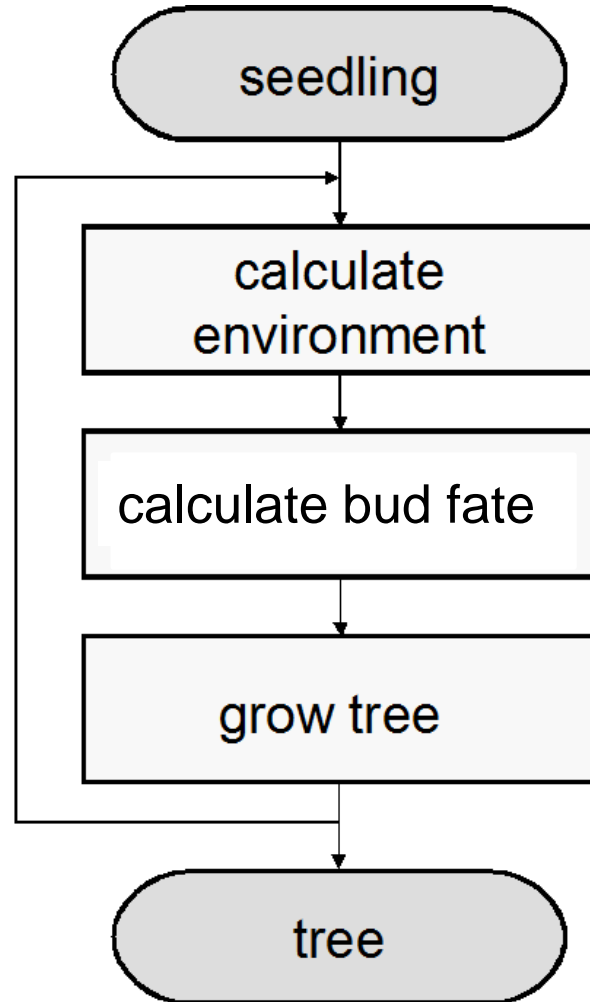 seedling
calculate
environment
calculate bud fate
grow tree
tree